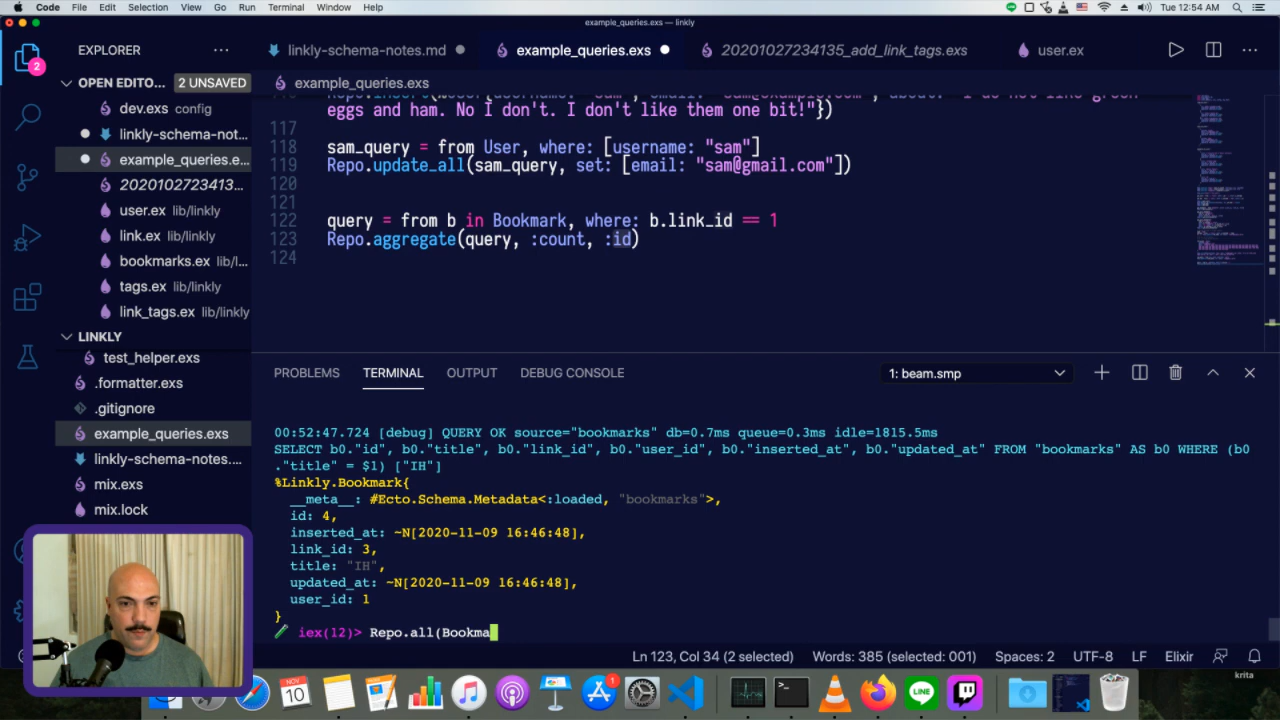 Code File Edit Selection View Go Run Terminal Window Help Tue 12:54 AM
example_queries.exs — linkly
EXPLORER
linkly-schema-notes.md example_queries.exs 20201027234135_add_link_tags.exs user.ex
OPEN EDITO... 2 UNSAVED
example_queries.exs
dev.exs config
linkly-schema-not...
example_queries.e...
2020102723413...
user.ex lib/linkly
link.ex lib/linkly
bookmarks.ex lib/l...
tags.ex lib/linkly
link_tags.ex lib/linkly
LINKLY
test_helper.exs
.formatter.exs
.gitignore
example_queries.exs
linkly-schema-notes....
mix.exs
mix.lock
eggs and ham. No I don't. I don't like them one bit!"})
117
118 sam_query = from User, where: [username: "sam"]
119 Repo.update_all(sam_query, set: [email: "sam@gmail.com"])
120
121
122 query = from b in Bookmark, where: b.link_id == 1
123 Repo.aggregate(query, :count, :id)
124
PROBLEMS TERMINAL OUTPUT DEBUG CONSOLE 1: beam.smp
00:52:47.724 [debug] QUERY OK source="bookmarks" db=0.7ms queue=0.3ms idle=1815.5ms
SELECT b0."id", b0."title", b0."link_id", b0."user_id", b0."inserted_at", b0."updated_at" FROM "bookmarks" AS b0 WHERE (b0
."title" = $1) ["IH"]
%Linkly.Bookmark{
__meta__: #Ecto.Schema.Metadata<:loaded, "bookmarks">,
id: 4,
inserted_at: ~N[2020-11-09 16:46:48],
link_id: 3,
title: "IH",
updated_at: ~N[2020-11-09 16:46:48],
user_id: 1
}
iex(12)> Repo.all(Bookma
Ln 123, Col 34 (2 selected) Words: 385 (selected: 001) Spaces: 2 UTF-8 LF Elixir
2
NOV
10
1
LINE
krita